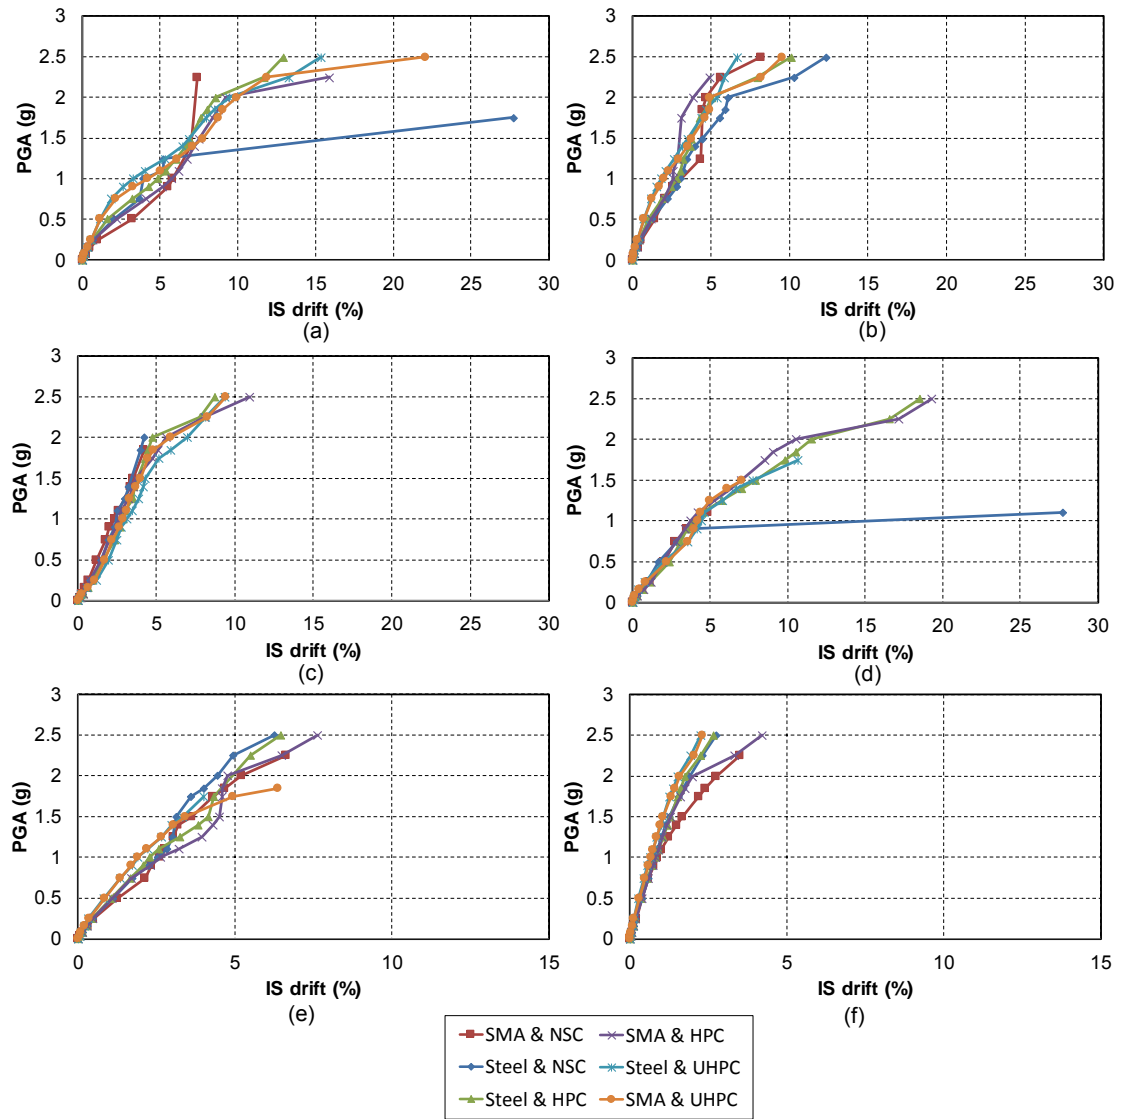 3
2.5
2
1.5
1
0.5
0
PGA (g)
0 5 10 15 20 25 30
IS drift (%)
(a)
3
2.5
2
1.5
1
0.5
0
PGA (g)
0 5 10 15 20 25 30
IS drift (%)
(b)
3
2.5
2
1.5
1
0.5
0
PGA (g)
0 5 10 15 20 25 30
IS drift (%)
(c)
3
2.5
2
1.5
1
0.5
0
PGA (g)
0 5 10 15 20 25 30
IS drift (%)
(d)
3
2.5
2
1.5
1
0.5
0
PGA (g)
0 5 10 15
IS drift (%)
(e)
3
2.5
2
1.5
1
0.5
0
PGA (g)
0 5 10 15
IS drift (%)
(f)
SMA & NSC SMA & HPC
Steel & NSC Steel & UHPC
Steel & HPC SMA & UHPC